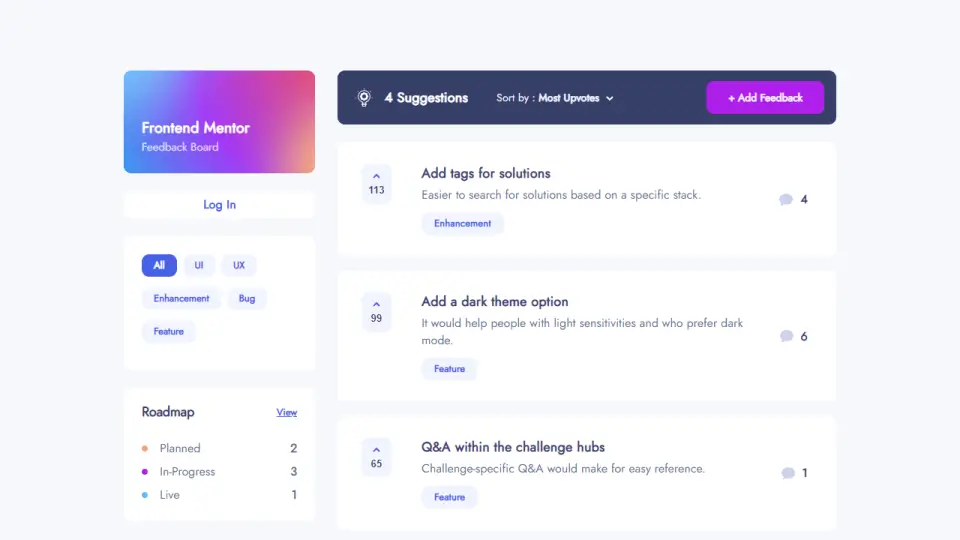 Frontend Mentor
Feedback Board
Log In
All UI UX
Enhancement Bug
Feature
Roadmap View
Planned 2
In-Progress 3
Live 1
4 Suggestions Sort by : Most Upvotes + Add Feedback
113
Add tags for solutions
Easier to search for solutions based on a specific stack.
Enhancement
4
99
Add a dark theme option
It would help people with light sensitivities and who prefer dark
mode.
Feature
6
65
Q&A within the challenge hubs
Challenge-specific Q&A would make for easy reference.
Feature
1